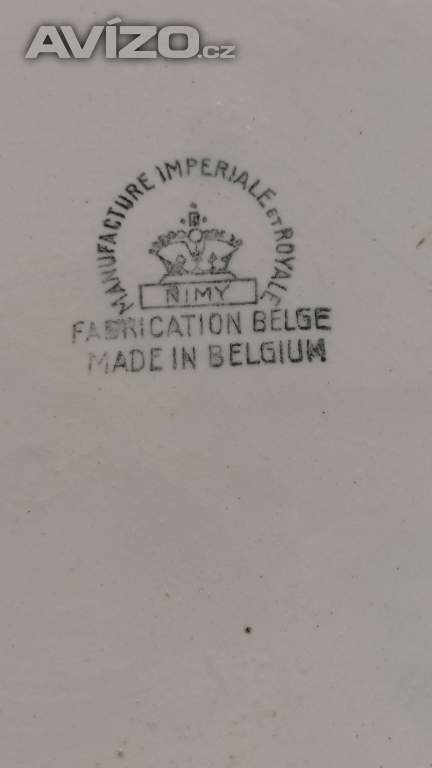 AVÍZO.cz
MANUFACTURE IMPERIALE ET ROYALE
NIMY
FABRICATION BELGE
MADE IN BELGIUM